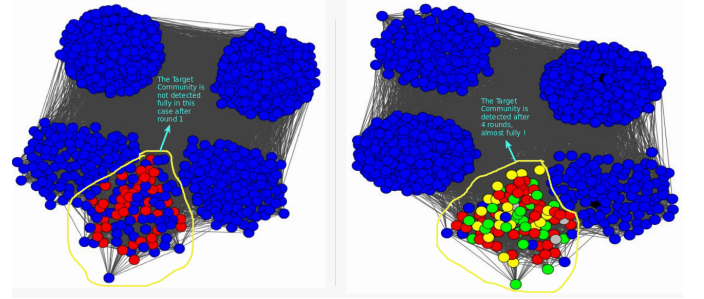 The Target
Community is
not detected
fully in this
case after
round 1
The Target
Community is
detected after
4 rounds,
almost fully !